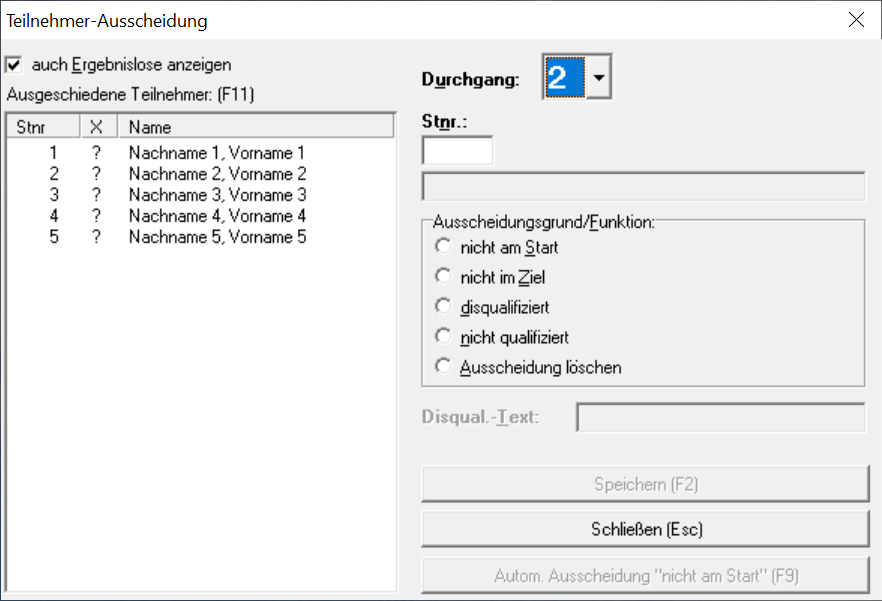 Teilnehmer-Ausscheidung
auch Ergebnislose anzeigen
Ausgeschiedene Teilnehmer: (F11)
Stnr X Name
1 ? Nachname 1, Vorname 1
2 ? Nachname 2, Vorname 2
3 ? Nachname 3, Vorname 3
4 ? Nachname 4, Vorname 4
5 ? Nachname 5, Vorname 5
Durchgang: 2
Stnr.:
Ausscheidungsgrund/Funktion:
nicht am Start
nicht im Ziel
disqualifiziert
nicht qualifiziert
Ausscheidung löschen
Disqual.-Text:
Speichern (F2)
Schließen (Esc)
Autom. Ausscheidung "nicht am Start" (F9)